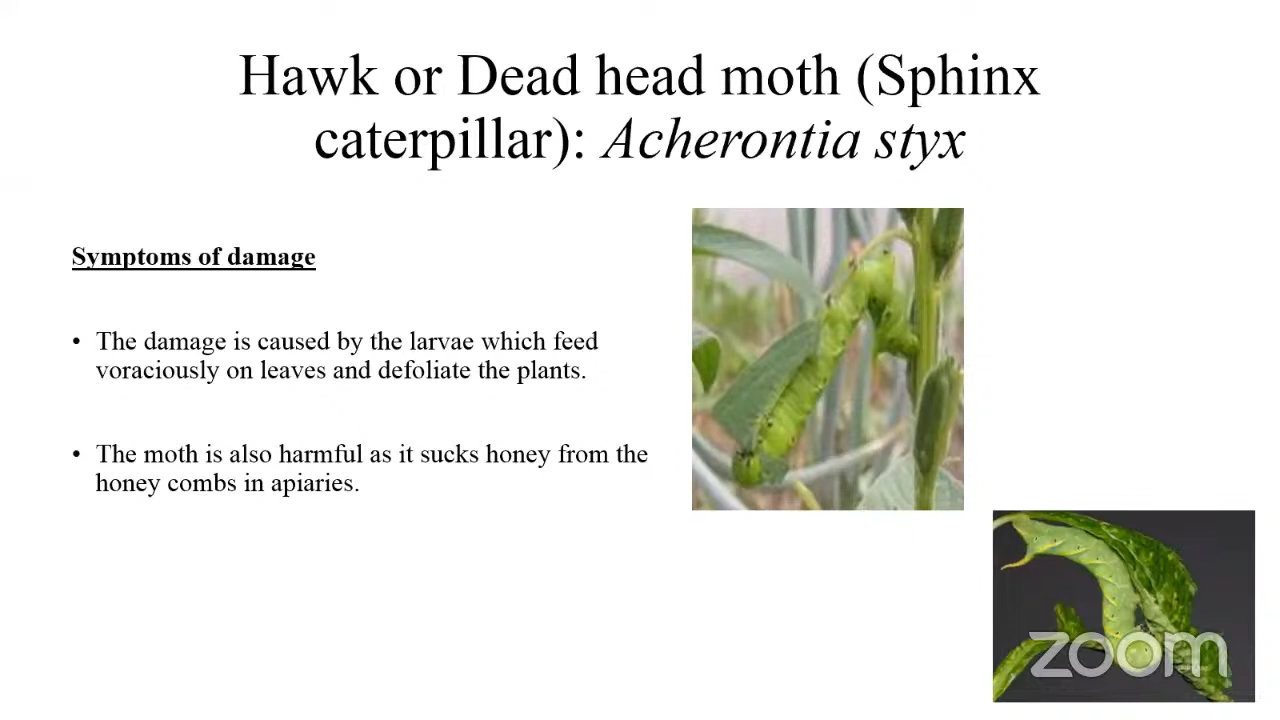 Hawk or Dead head moth (Sphinx
caterpillar): Acherontia styx
Symptoms of damage
• The damage is caused by the larvae which feed
voraciously on leaves and defoliate the plants.
• The moth is also harmful as it sucks honey from the
honey combs in apiaries.
zoom